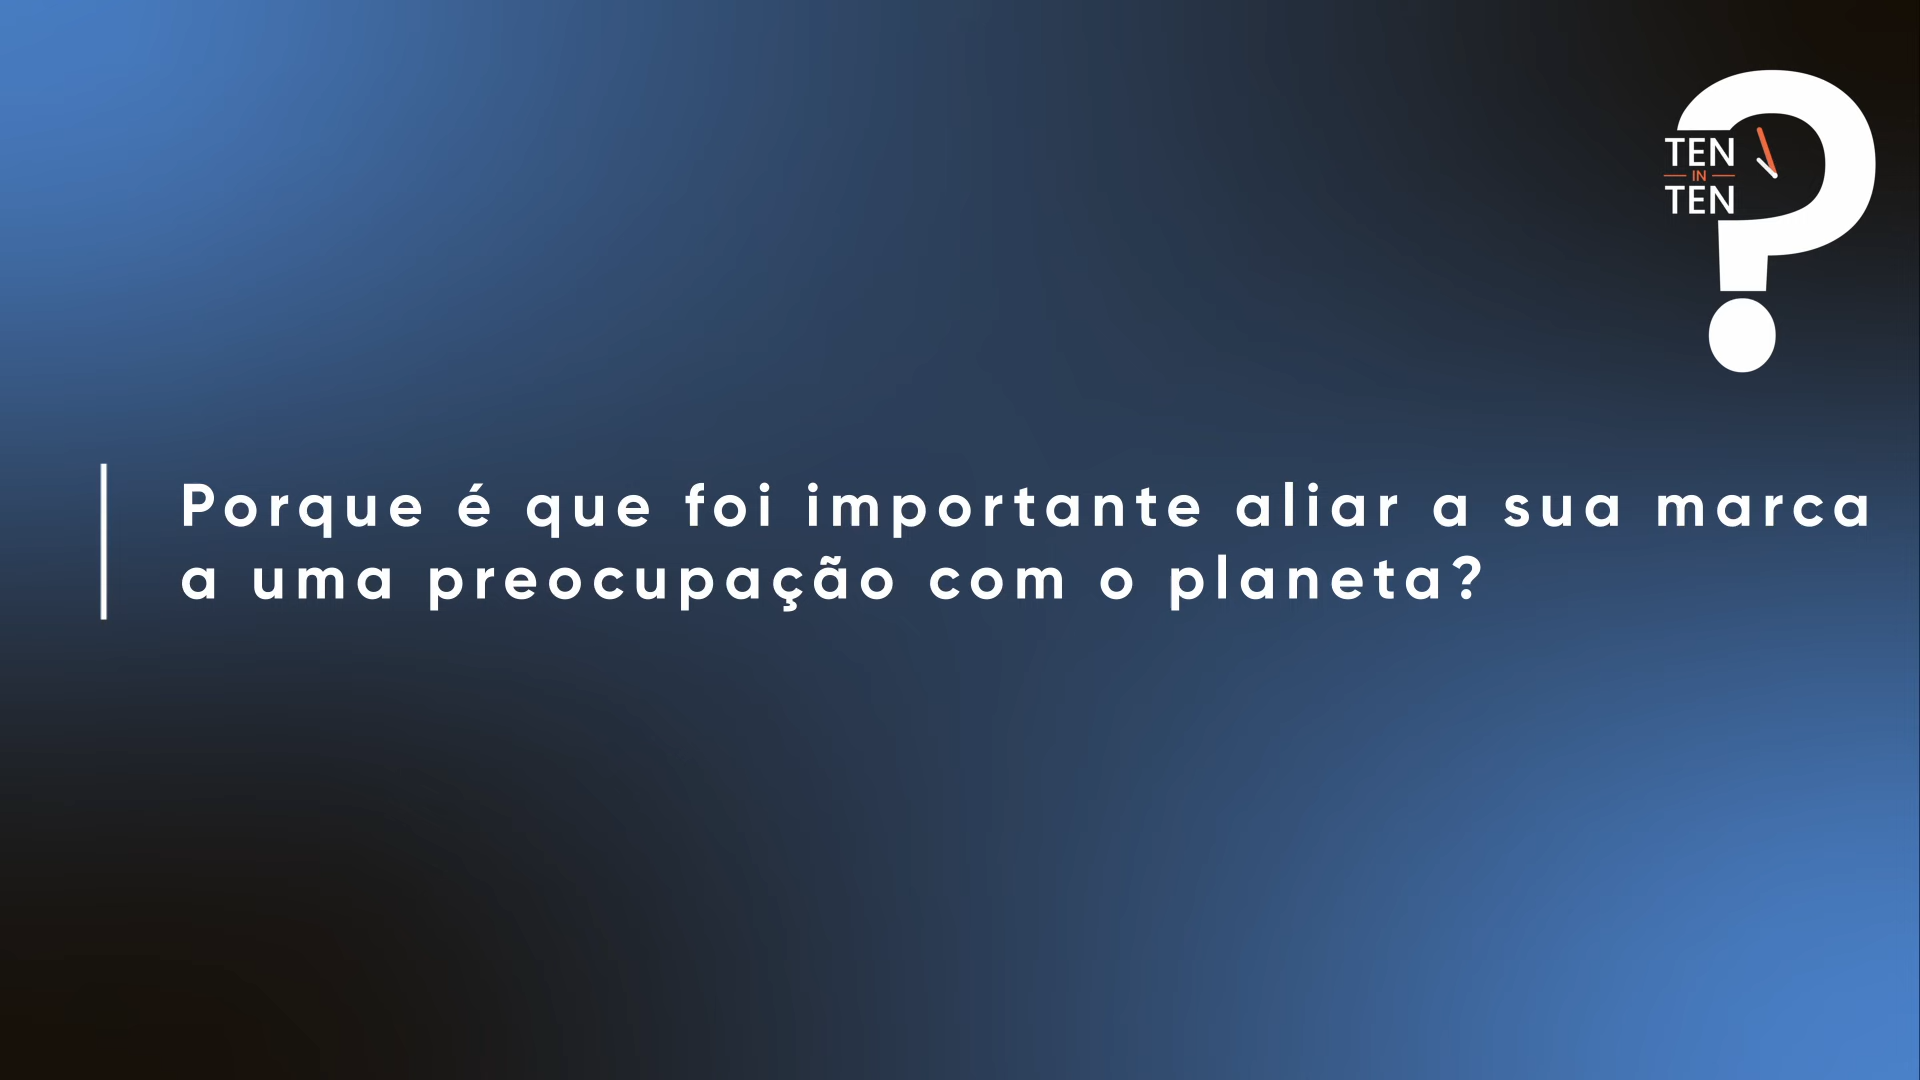 TEN
IN
TEN
Porque é que foi importante aliar a sua marca
a uma preocupação com o planeta?